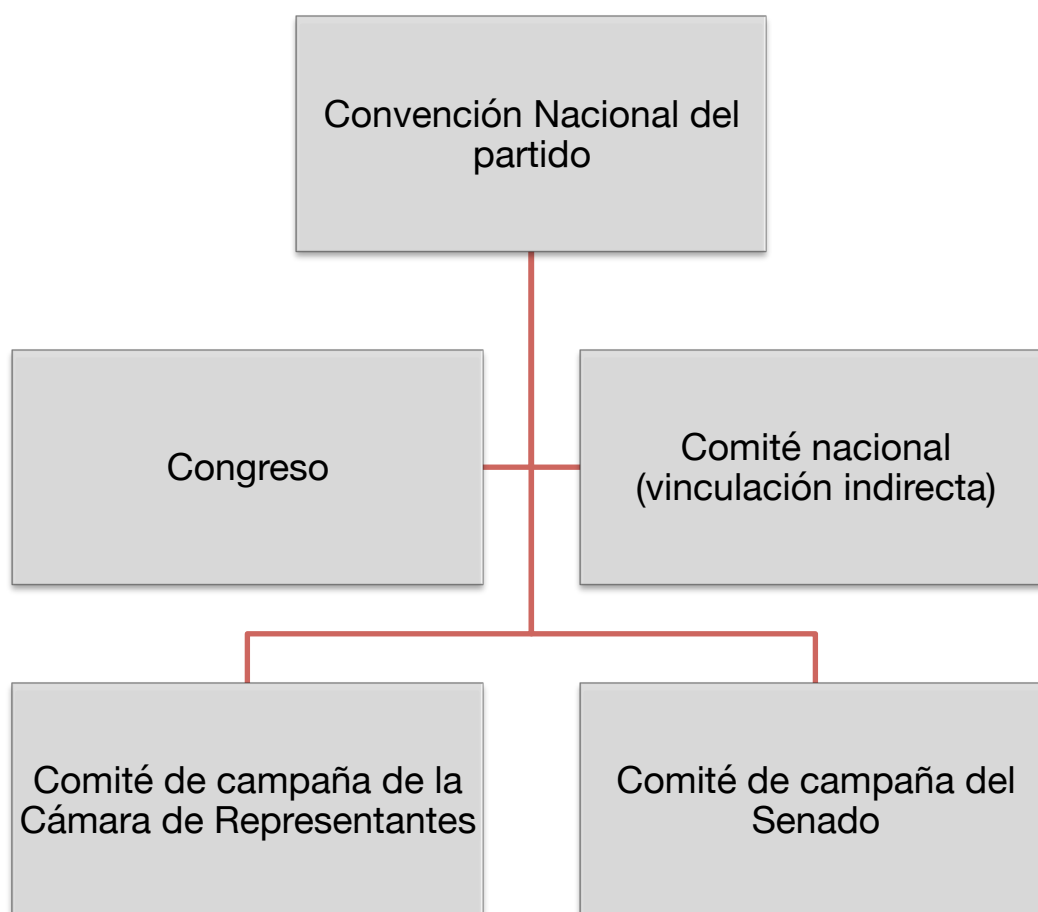 Convención Nacional del
partido
Congreso
Comité nacional
(vinculación indirecta)
Comité de campaña de la
Cámara de Representantes
Comité de campaña del
Senado